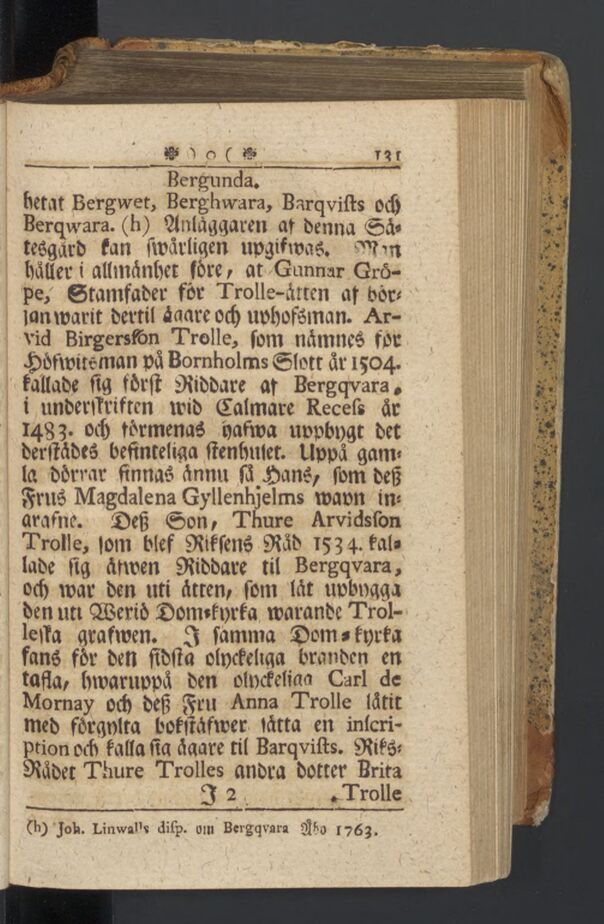 ) o ( 131
Bergunda.
hetat Bergwet, Berghwara, Barqvists och
Berqwara. (h) Anläggaren af denna Sä-
tesgård kan swårligen upgifwas. Man
håller i allmänhet före, at Gunnar Grö-
pe, Stamfader för Trolle-ätten af bör-
jan warit dertil ägare och uphofsman. Ar-
vid Birgersson Trolle, som nämnes för
Höfwitsman på Bornholms Slott år 1504.
kallade sig först Riddare af Bergqvara,
i underskriften wid Calmare Recess år
1483. och förmenas hafwa uppbygt det
derstädes befinteliga stenhuset. Uppå gam-
la dörrar finnas ännu så Hans, som deß
Frus Magdalena Gyllenhjelms wapn in-
grafne. Deß Son, Thure Arvidsson
Trolle, som blef Riksens Råd 1534. kal-
lade sig äfwen Riddare til Bergqvara,
och war den uti ätten, som lät upbygga
den uti Weriö Dom-kyrka warande Trol-
leska grafwen. I samma Dom-kyrka
fans för den sidsta olyckeliga branden en
tafla, hwaruppå den olyckeliga Carl de
Mornay och deß Fru Anna Trolle låtit
med förgylta bokstäfwer sätta en inscri-
ption och kalla sig ägare til Barqvists. Riks-
Rådet Thure Trolles andra dotter Brita
I 2 Trolle
(h) Joh. Linwalls disp. om Bergqvara Åbo 1763.